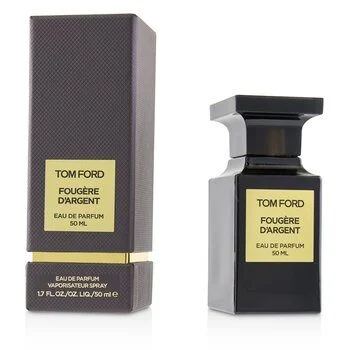 TOM FORD
FOUGÈRE
D'ARGENT
EAU DE PARFUM
50 ML
EAU DE PARFUM
VAPORISATEUR SPRAY
1.7 FL.OZ./OZ. LIQ./50 ml e
TOM FORD
FOUGÈRE
D'ARGENT
EAU DE PARFUM
50 ML